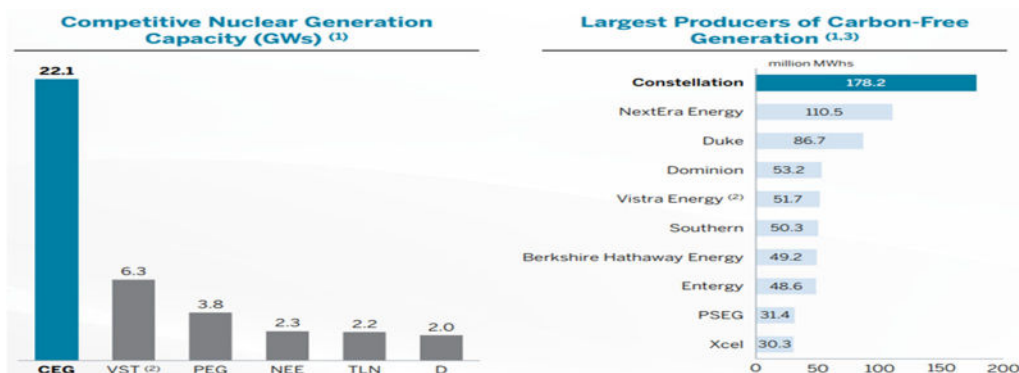 Competitive Nuclear Generation
Capacity (GWs) (1)
22.1
6.3
3.8
2.3
2.2
2.0
CEG
VST (2)
PEG
NEE
TLN
D
Largest Producers of Carbon-Free
Generation (1,3)
million MWhs
Constellation 178.2
NextEra Energy 110.5
Duke 86.7
Dominion 53.2
Vistra Energy (2) 51.7
Southern 50.3
Berkshire Hathaway Energy 49.2
Entergy 48.6
PSEG 31.4
Xcel 30.3
0 50 100 150 200